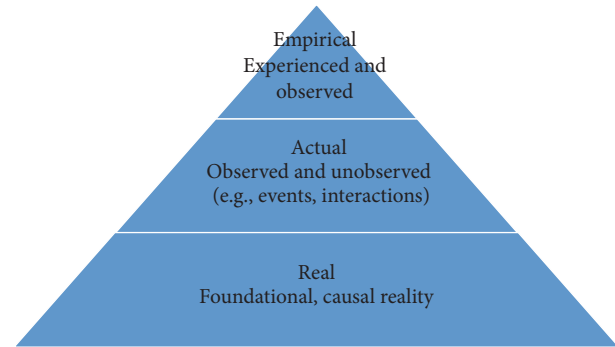 Empirical
Experienced and
observed
Actual
Observed and unobserved
(e.g., events, interactions)
Real
Foundational, causal reality